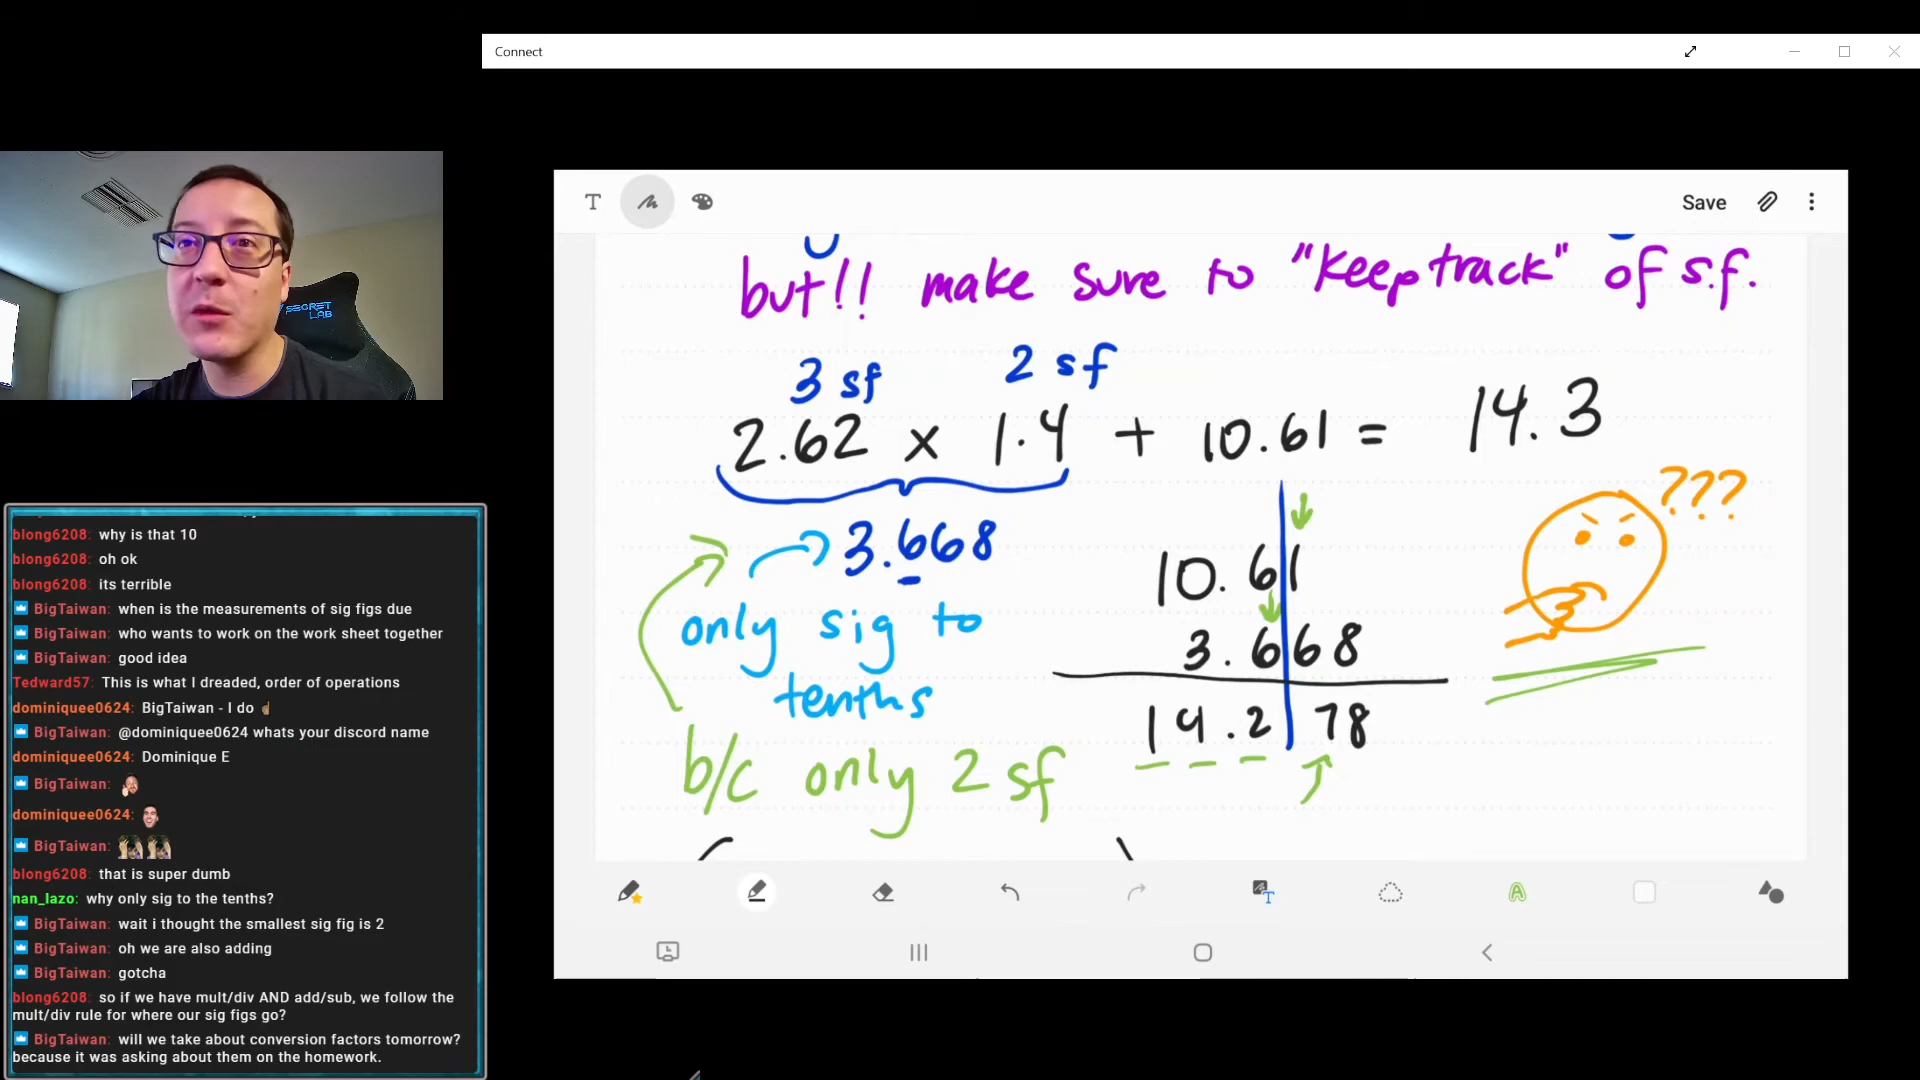 Connect
Save
SECRET
LAB
but!! make sure to "keep track" of s.f.
3 sf 2 sf
2.62 x 1.4 + 10.61 = 14.3
???
3.668
only sig to
tenths
b/c only 2 sf
10.61
3.668
14.278
blong6208: why is that 10
blong6208: oh ok
blong6208: its terrible
BigTaiwan: when is the measurements of sig figs due
BigTaiwan: who wants to work on the work sheet together
BigTaiwan: good idea
Tedward57: This is what I dreaded, order of operations
dominiquee0624: BigTaiwan - I do
BigTaiwan: @dominiquee0624 whats your discord name
dominiquee0624: Dominique E
BigTaiwan:
dominiquee0624:
BigTaiwan:
blong6208: that is super dumb
nan_lazo: why only sig to the tenths?
BigTaiwan: wait i thought the smallest sig fig is 2
BigTaiwan: oh we are also adding
BigTaiwan: gotcha
blong6208: so if we have mult/div AND add/sub, we follow the
mult/div rule for where our sig figs go?
BigTaiwan: will we take about conversion factors tomorrow?
because it was asking about them on the homework.